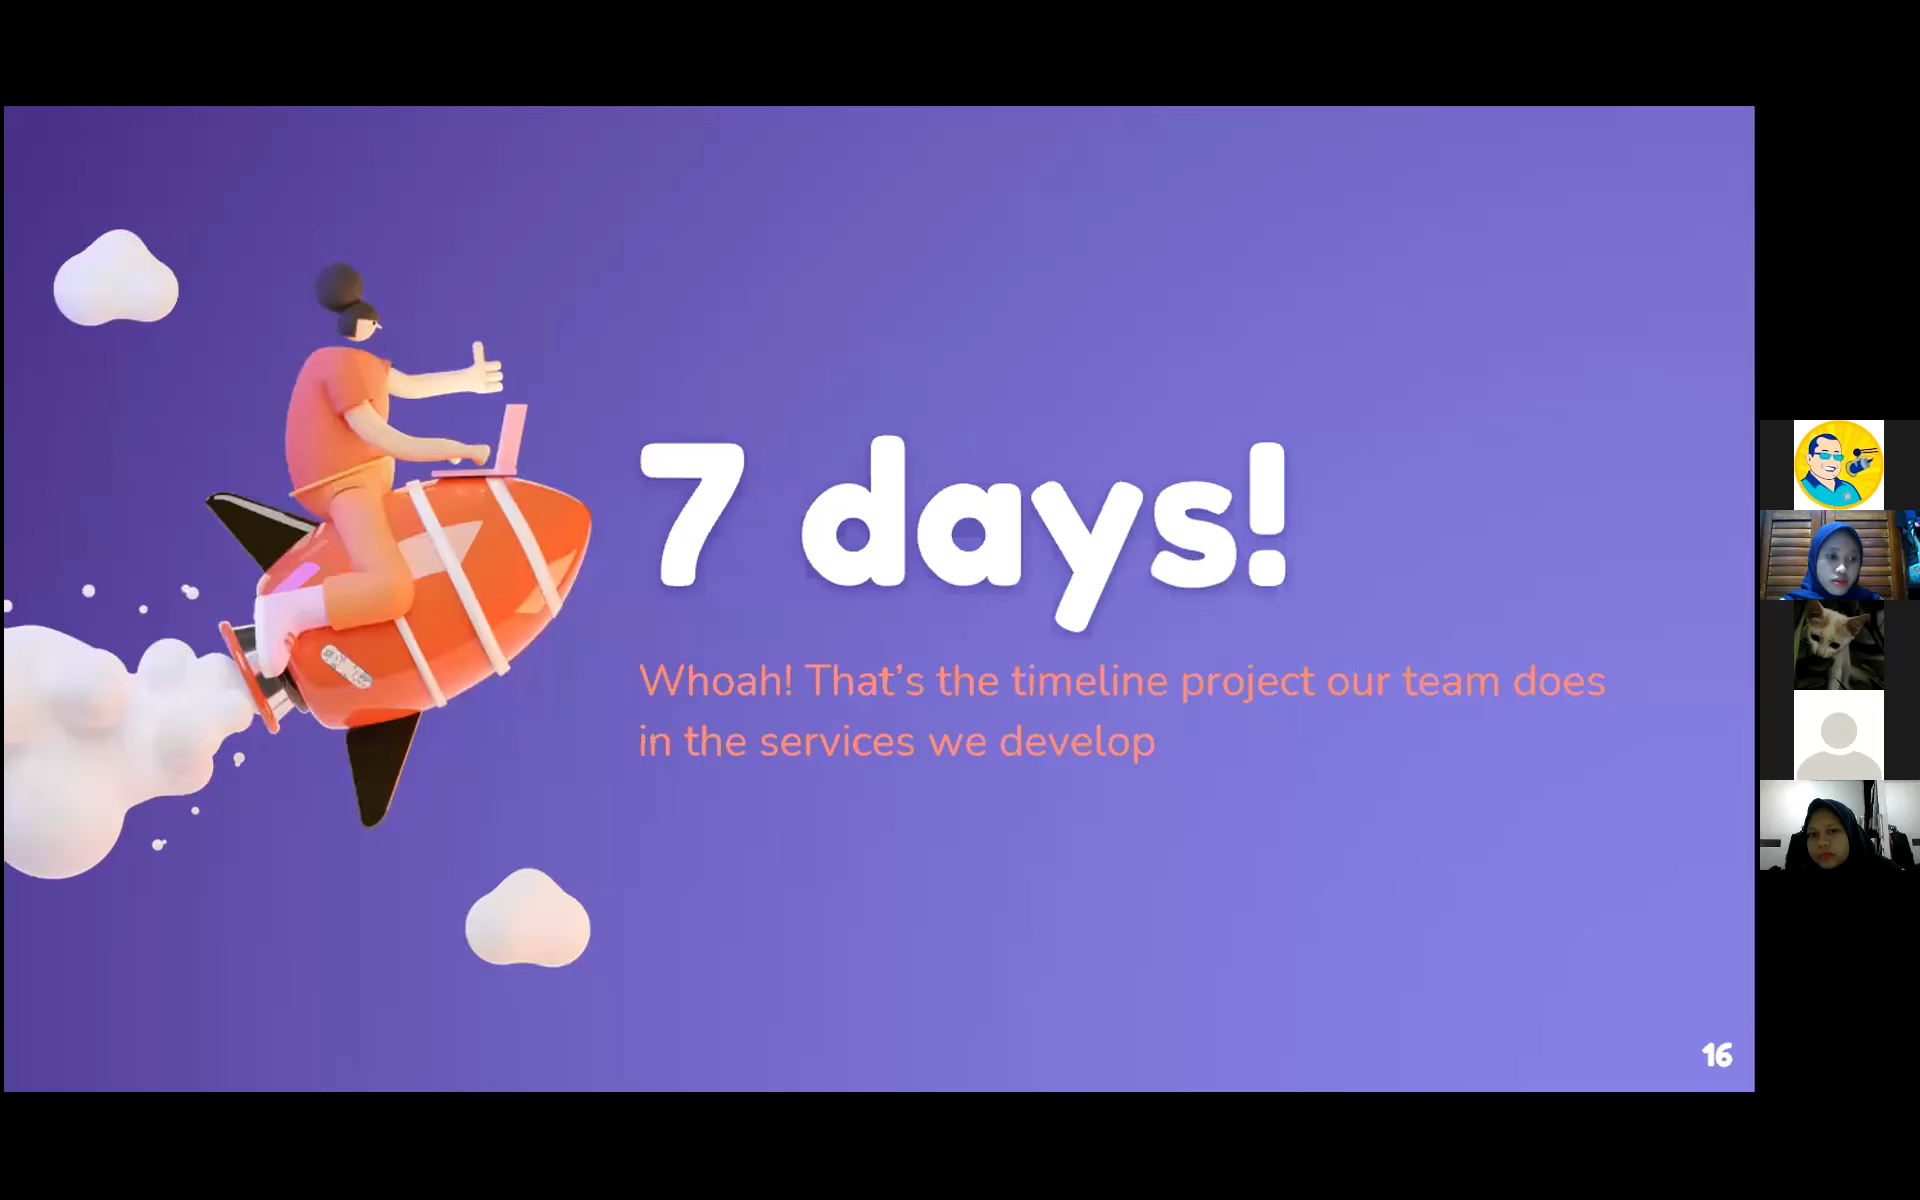 7 days!
Whoah! That’s the timeline project our team does
in the services we develop
16